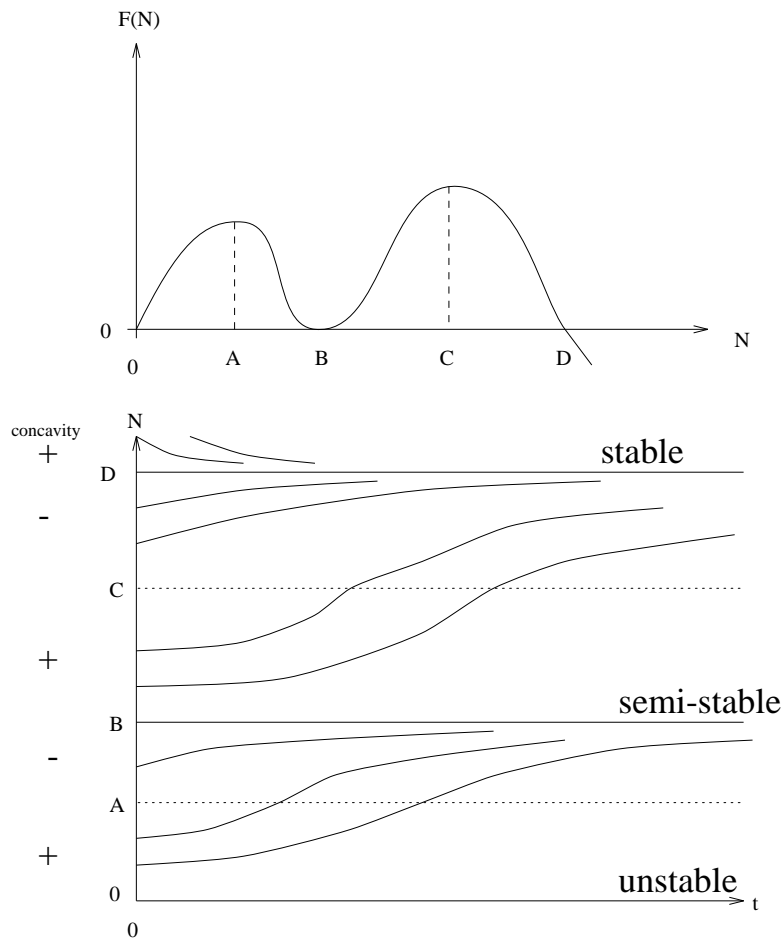 F(N)
0
N
0
A B C D
N
concavity
+
D
stable
-
C
+
semi-stable
B
-
A
+
unstable
0
t
0